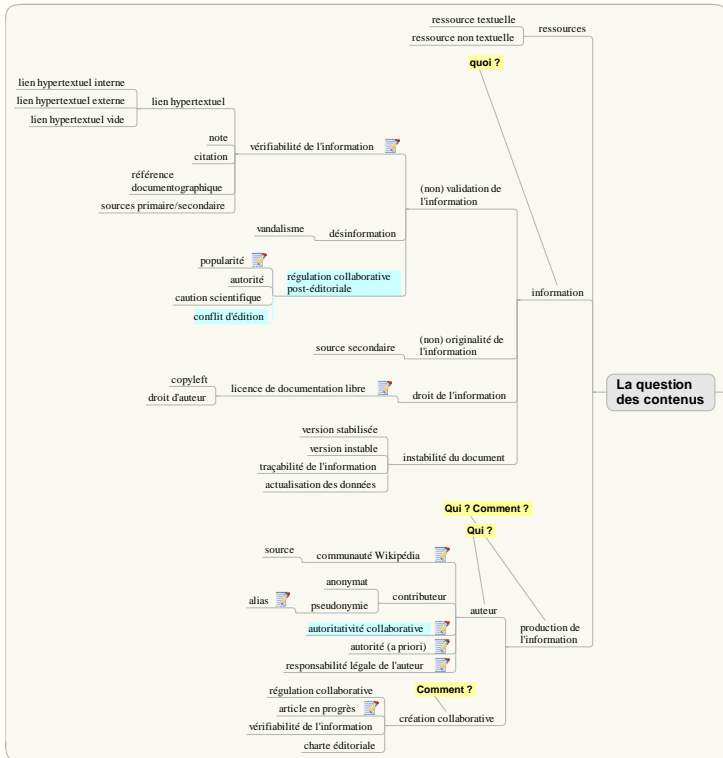 ressource textuelle
ressources
ressource non textuelle
quoi ?
lien hypertextuel interne
lien hypertextuel externe
lien hypertextuel
lien hypertextuel vide
note
citation
vérifiabilité de l'information
référence
documentographique
sources primaire/secondaire
(non) validation de
l'information
vandalisme
désinformation
popularité
autorité
caution scientifique
conflit d'édition
régulation collaborative
post-éditoriale
information
source secondaire
(non) originalité de
l'information
copyleft
droit d'auteur
licence de documentation libre
droit de l'information
La question
des contenus
version stabilisée
version instable
traçabilité de l'information
actualisation des données
instabilité du document
Qui ? Comment ?
Qui ?
source
communauté Wikipédia
anonymat
contributeur
alias
pseudonymie
auteur
autoritativité collaborative
autorité (a priori)
responsabilité légale de l'auteur
production de
l'information
Comment ?
régulation collaborative
article en progrès
création collaborative
vérifiabilité de l'information
charte éditoriale